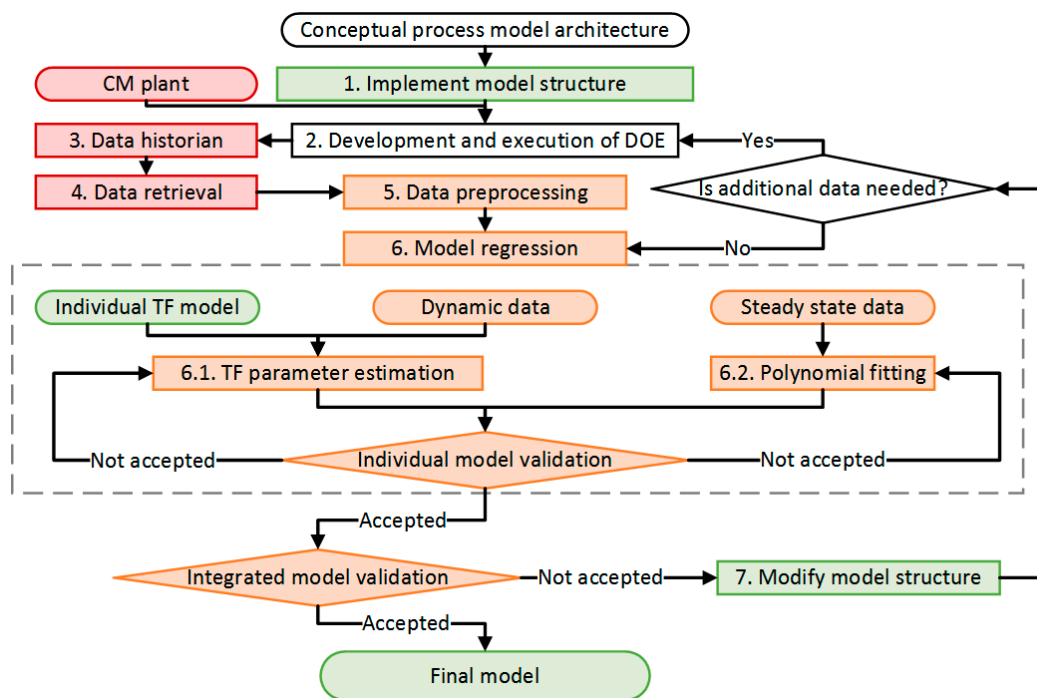 Conceptual process model architecture
CM plant
1. Implement model structure
3. Data historian
2. Development and execution of DOE
Yes
4. Data retrieval
5. Data preprocessing
Is additional data needed?
6. Model regression
No
Individual TF model
Dynamic data
Steady state data
6.1. TF parameter estimation
6.2. Polynomial fitting
Not accepted
Individual model validation
Not accepted
Accepted
Integrated model validation
Not accepted
7. Modify model structure
Accepted
Final model